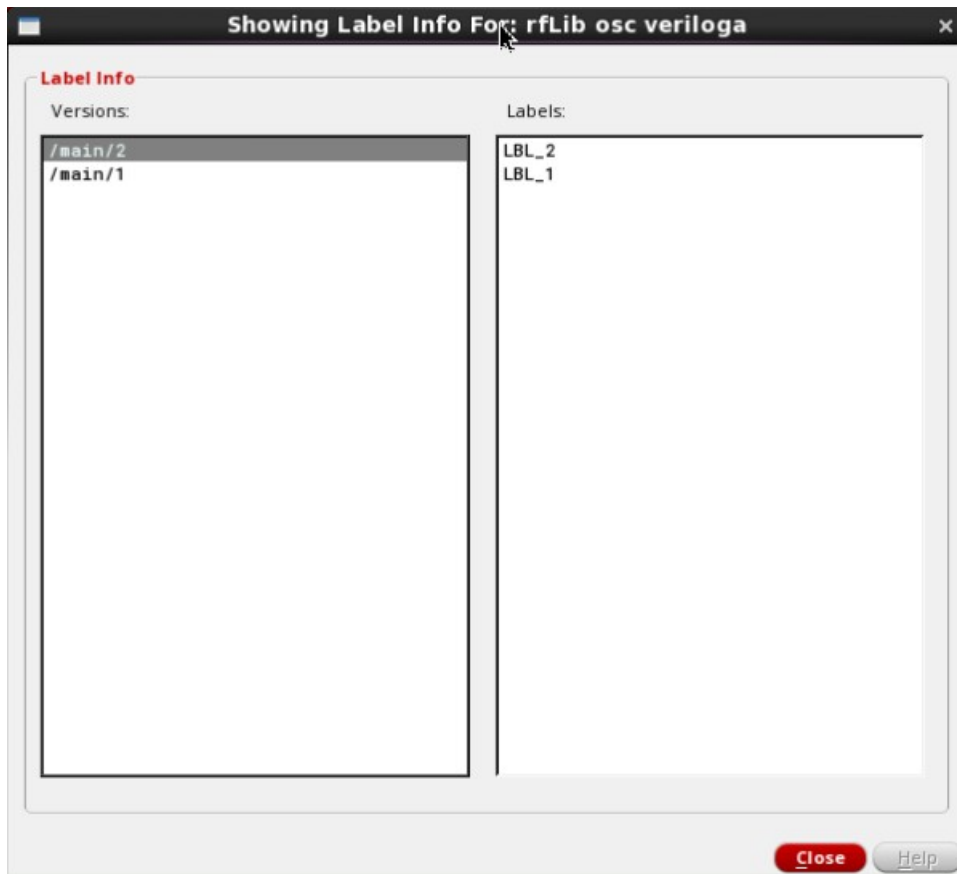 Showing Label Info For: rfLib osc veriloga
Label Info
Versions:
/main/2
/main/1
Labels:
LBL_2
LBL_1
Close
Help